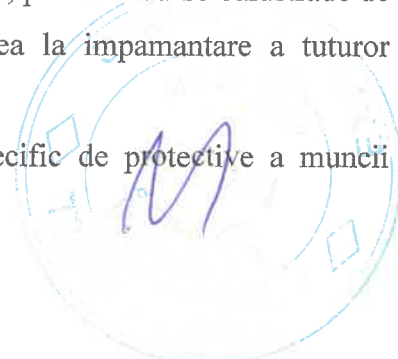 ea la impamantare a tuturor
ecific de protective a muncii